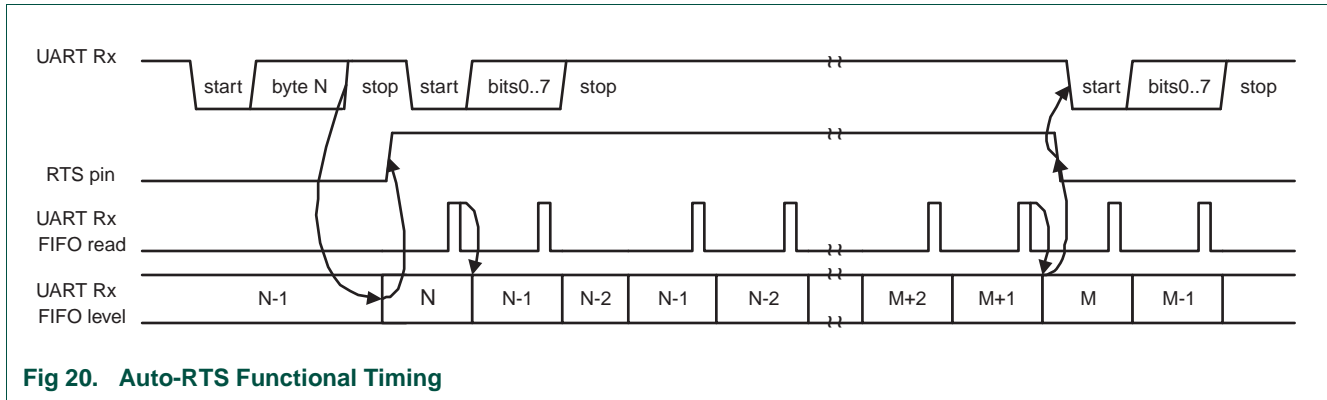 UART Rx
start byte N stop start bits0..7 stop start bits0..7 stop
RTS pin
UART Rx
FIFO read
UART Rx
FIFO level
N-1 N N-1 N-2 N-1 N-2 M+2 M+1 M M-1
Fig 20. Auto-RTS Functional Timing